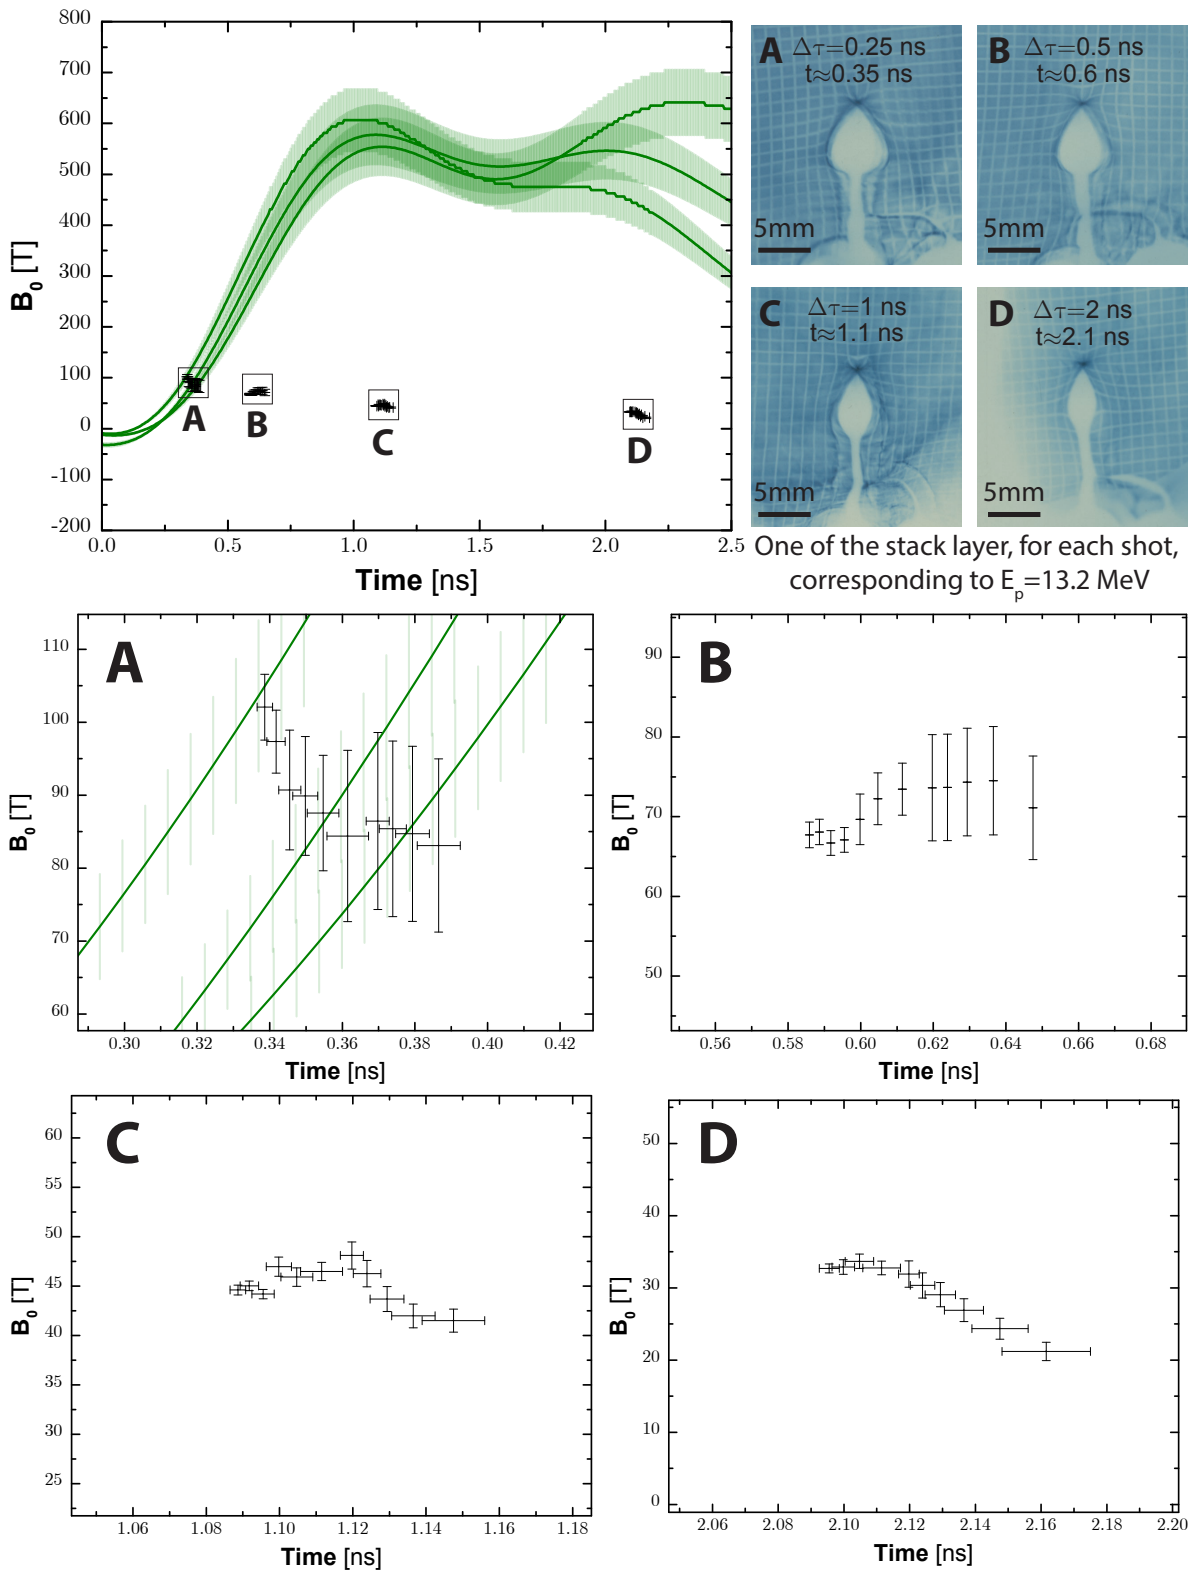 800
700
600
500
400
300
200
100
0
-100
-200
B₀ [T]
0.0 0.5 1.0 1.5 2.0 2.5
Time [ns]
A
B
C
D
A Δτ=0.25 ns
t≈0.35 ns
5mm
B Δτ=0.5 ns
t≈0.6 ns
5mm
C Δτ=1 ns
t≈1.1 ns
5mm
D Δτ=2 ns
t≈2.1 ns
5mm
One of the stack layer, for each shot,
corresponding to E_p=13.2 MeV
A
110
100
90
80
70
60
B₀ [T]
0.30 0.32 0.34 0.36 0.38 0.40 0.42
Time [ns]
B
90
80
70
60
50
B₀ [T]
0.56 0.58 0.60 0.62 0.64 0.66 0.68
Time [ns]
C
60
55
50
45
40
35
30
25
B₀ [T]
1.06 1.08 1.10 1.12 1.14 1.16 1.18
Time [ns]
D
50
40
30
20
10
0
B₀ [T]
2.06 2.08 2.10 2.12 2.14 2.16 2.18 2.20
Time [ns]